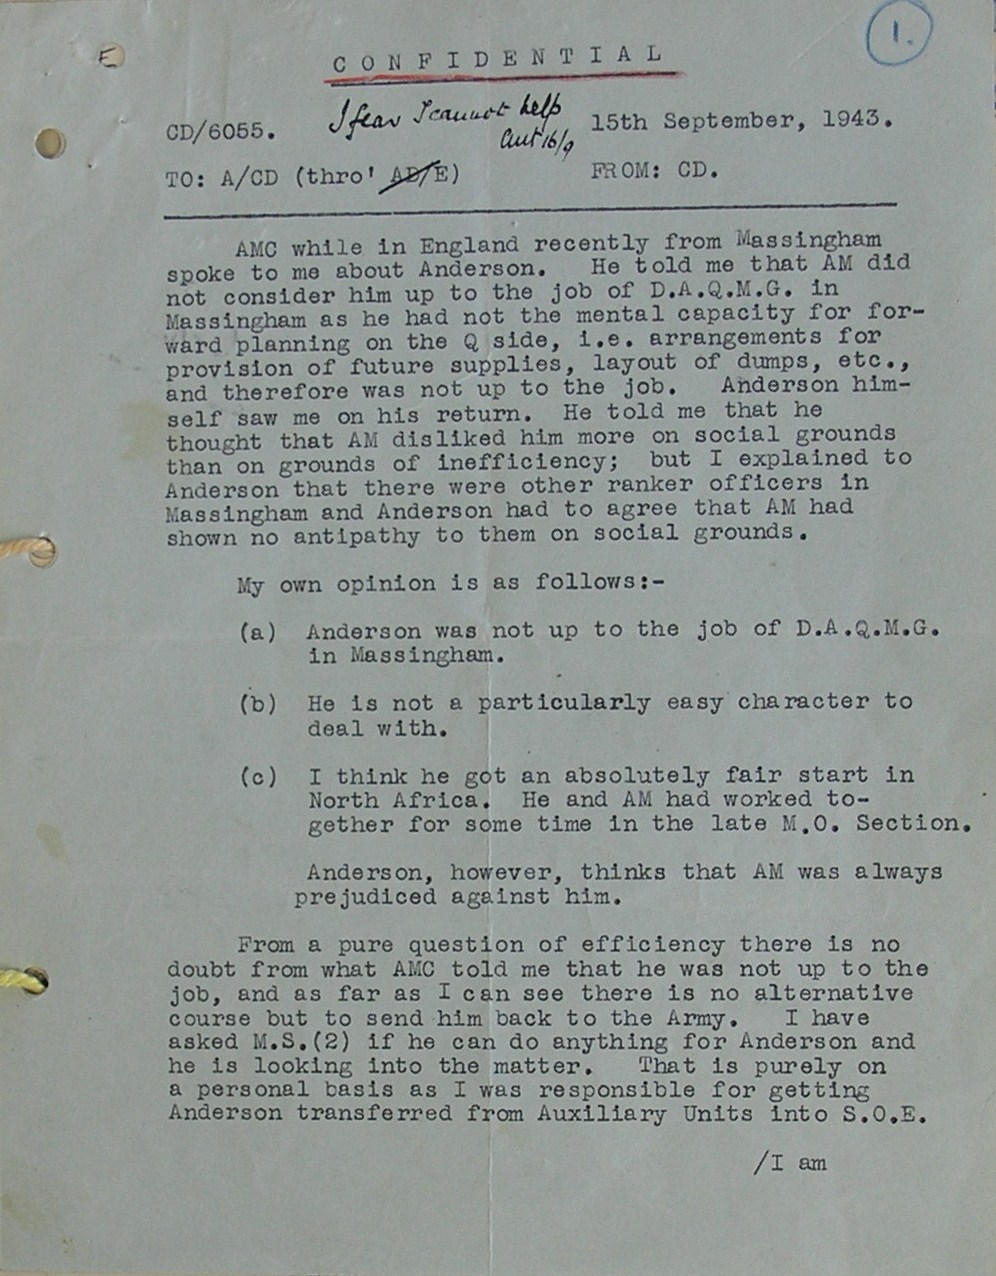 1.
E
CONFIDENTIAL
CD/6055.
I fear I cannot help
16/9
15th September, 1943.
TO: A/CD (thro' AD/E)
FROM: CD.
AMC while in England recently from Massingham
spoke to me about Anderson. He told me that AM did
not consider him up to the job of D.A.Q.M.G. in
Massingham as he had not the mental capacity for for-
ward planning on the Q side, i.e. arrangements for
provision of future supplies, layout of dumps, etc.,
and therefore was not up to the job. Anderson him-
self saw me on his return. He told me that he
thought that AM disliked him more on social grounds
than on grounds of inefficiency; but I explained to
Anderson that there were other ranker officers in
Massingham and Anderson had to agree that AM had
shown no antipathy to them on social grounds.
My own opinion is as follows:-
(a) Anderson was not up to the job of D.A.Q.M.G.
in Massingham.
(b) He is not a particularly easy character to
deal with.
(c) I think he got an absolutely fair start in
North Africa. He and AM had worked to-
gether for some time in the late M.O. Section.
Anderson, however, thinks that AM was always
prejudiced against him.
From a pure question of efficiency there is no
doubt from what AMC told me that he was not up to the
job, and as far as I can see there is no alternative
course but to send him back to the Army. I have
asked M.S.(2) if he can do anything for Anderson and
he is looking into the matter. That is purely on
a personal basis as I was responsible for getting
Anderson transferred from Auxiliary Units into S.O.E.
/I am